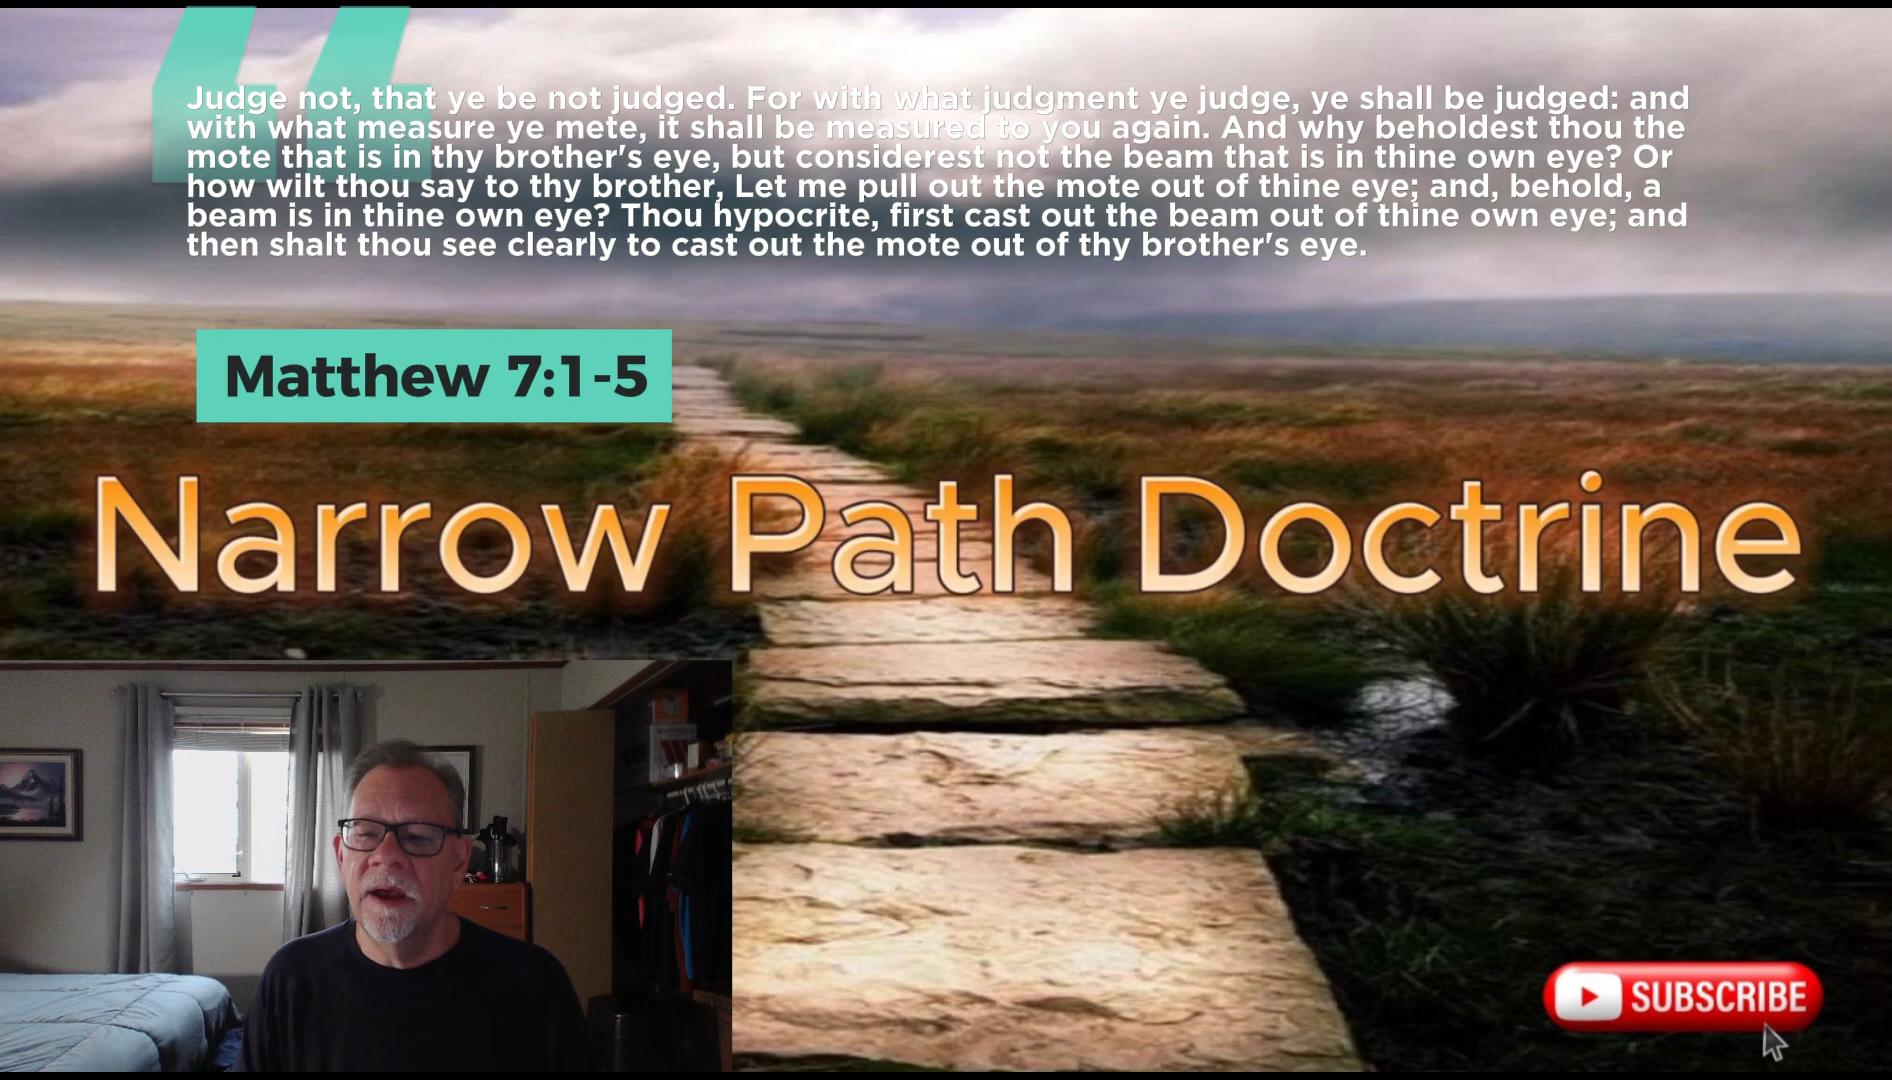 Judge not, that ye be not judged. For with what judgment ye judge, ye shall be judged: and
with what measure ye mete, it shall be measured to you again. And why beholdest thou the
mote that is in thy brother's eye, but considerest not the beam that is in thine own eye? Or
how wilt thou say to thy brother, Let me pull out the mote out of thine eye; and, behold, a
beam is in thine own eye? Thou hypocrite, first cast out the beam out of thine own eye; and
then shalt thou see clearly to cast out the mote out of thy brother's eye.
Matthew 7:1-5
Narrow Path Doctrine
SUBSCRIBE